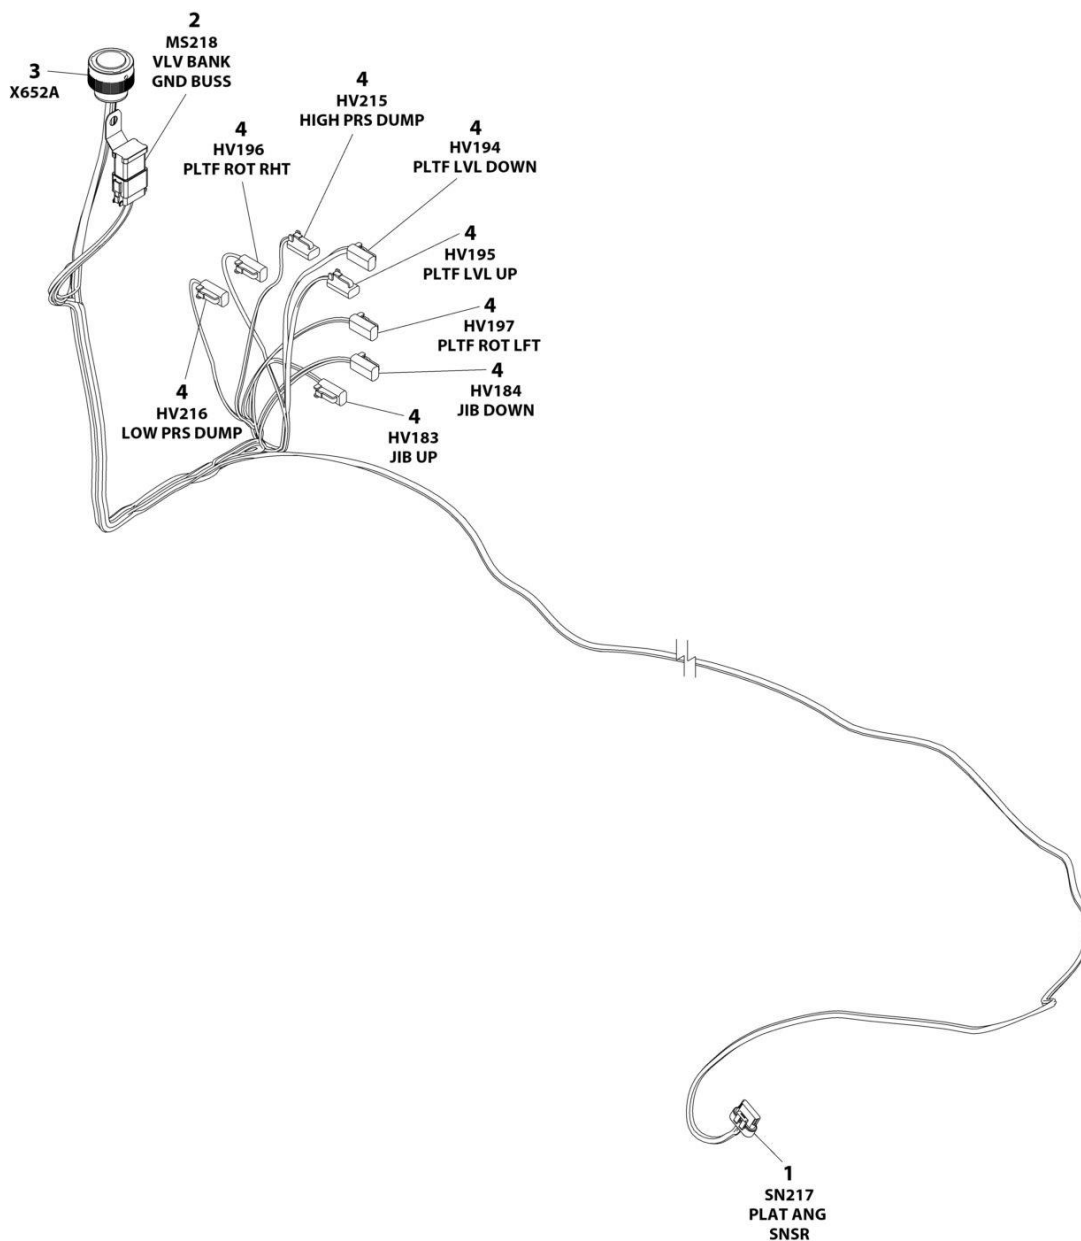 2
MS218
VLV BANK
GND BUSS
3
X652A
4
HV215
HIGH PRS DUMP
4
HV196
PLTF ROT RHT
4
HV194
PLTF LVL DOWN
4
HV195
PLTF LVL UP
4
HV197
PLTF ROT LFT
4
HV184
JIB DOWN
4
HV216
LOW PRS DUMP
4
HV183
JIB UP
1
SN217
PLAT ANG
SNSR